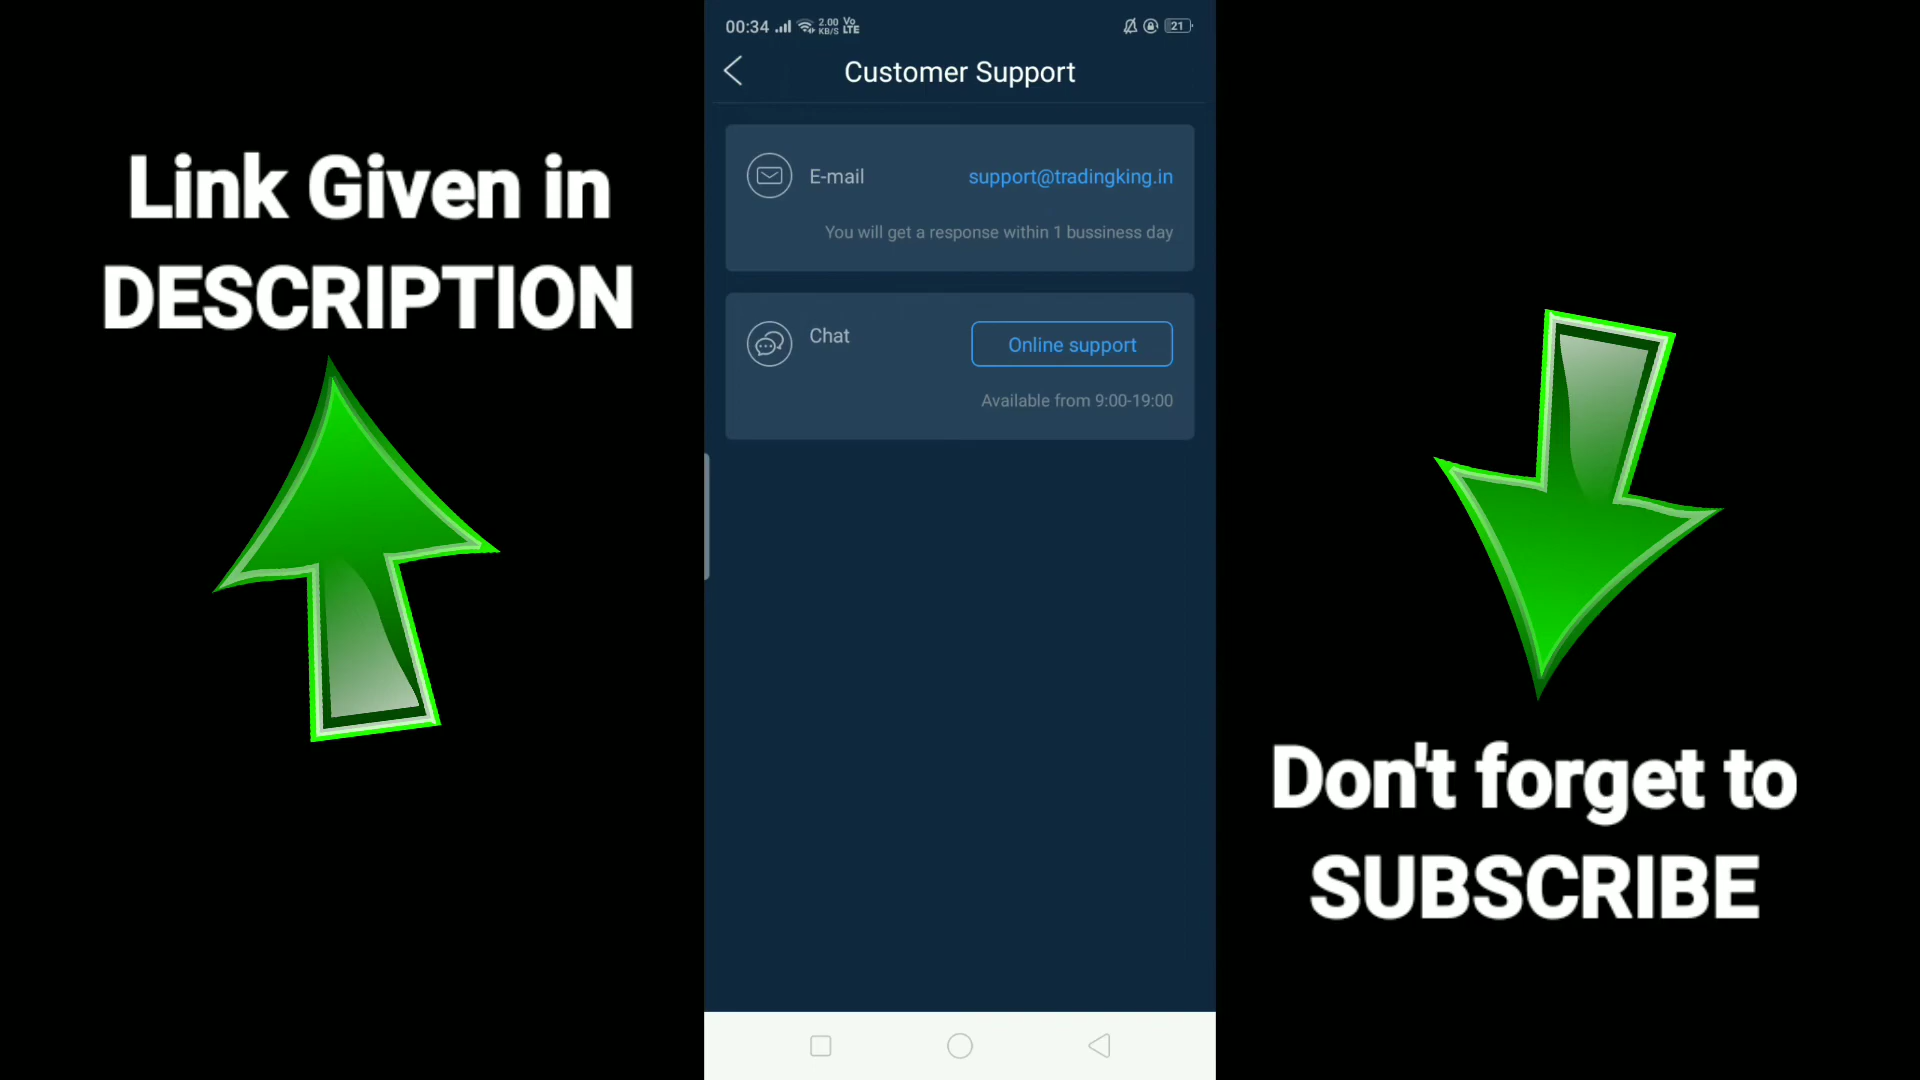 00:34 2.00 KB/S Vo LTE 21
Customer Support
E-mail support@tradingking.in
You will get a response within 1 bussiness day
Chat Online support
Available from 9:00-19:00
Link Given in
DESCRIPTION
Don't forget to
SUBSCRIBE